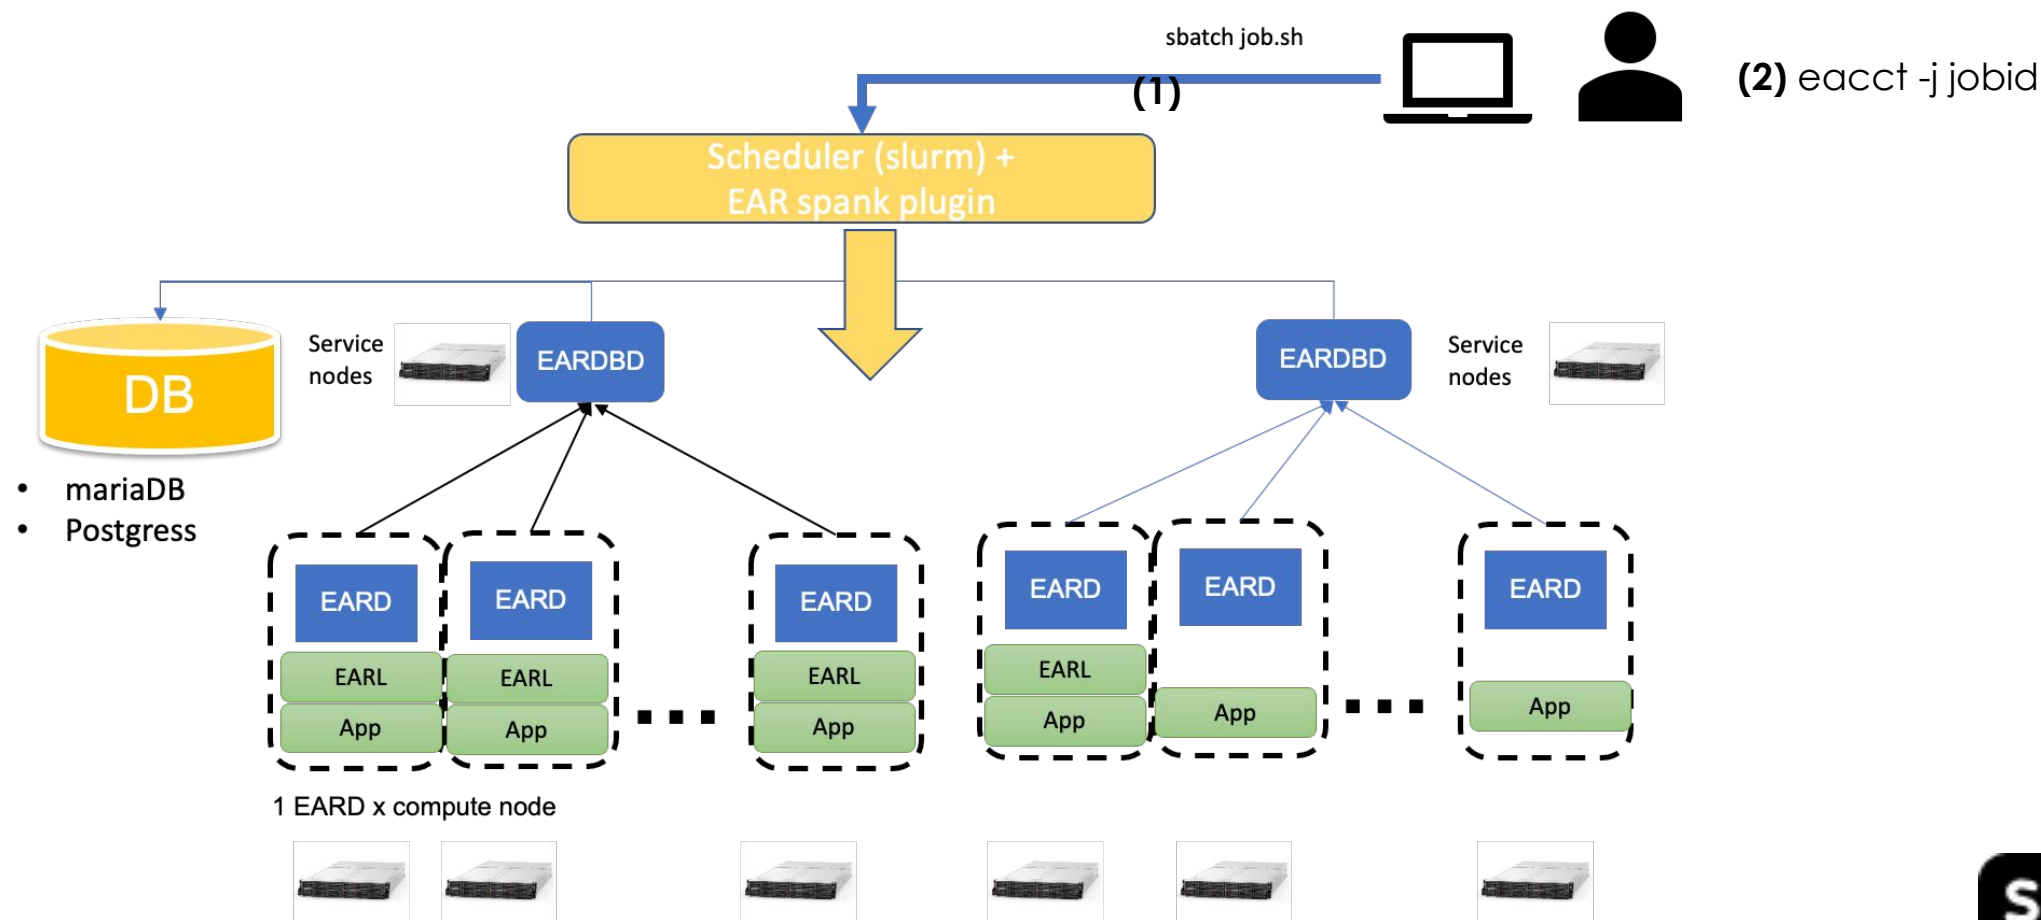 sbatch job.sh
(1)
(2) eacct -j jobid
Scheduler (slurm) +
EAR spank plugin
DB
Service
nodes
EARDBD
EARDBD
Service
nodes
• mariaDB
• Postgress
EARD
EARD
EARD
EARD
EARD
EARD
EARL
EARL
EARL
EARL
App
App
App
App
App
App
1 EARD x compute node
S